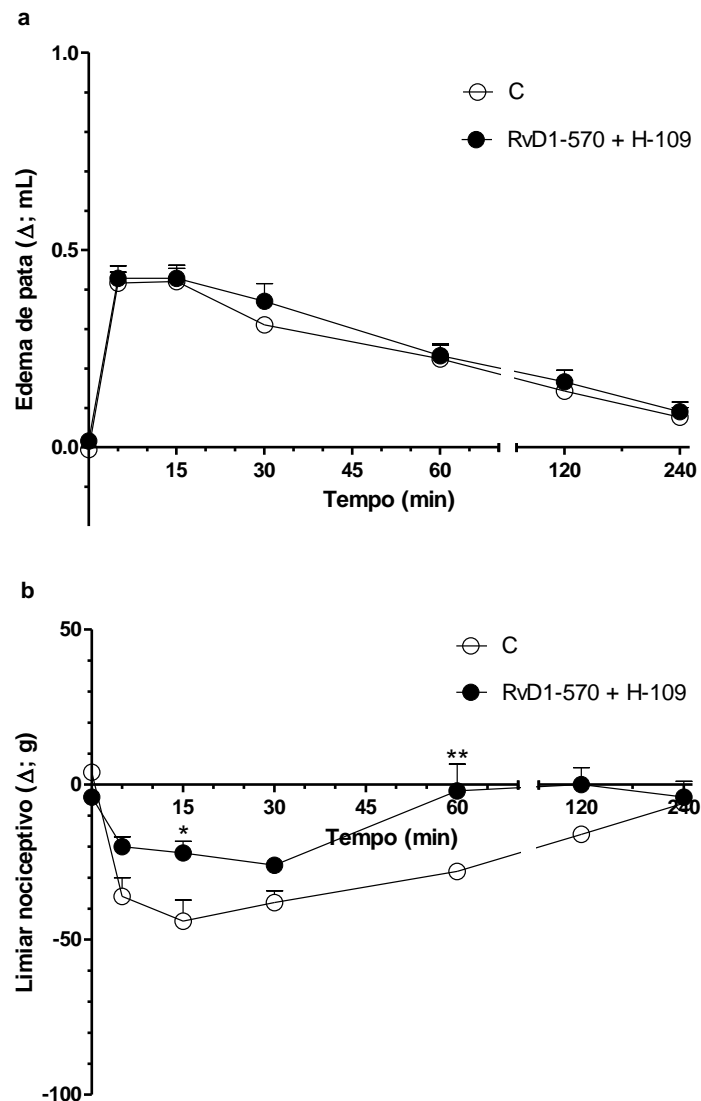 a
Edema de pata (Δ; mL)
1.0
0.5
0.0
C
RvD1-570 + H-109
15 30 45 60 120 240
Tempo (min)
b
Limiar nociceptivo (Δ; g)
50
0
-50
-100
C
RvD1-570 + H-109
**
*
15 30 45 60 120 240
Tempo (min)